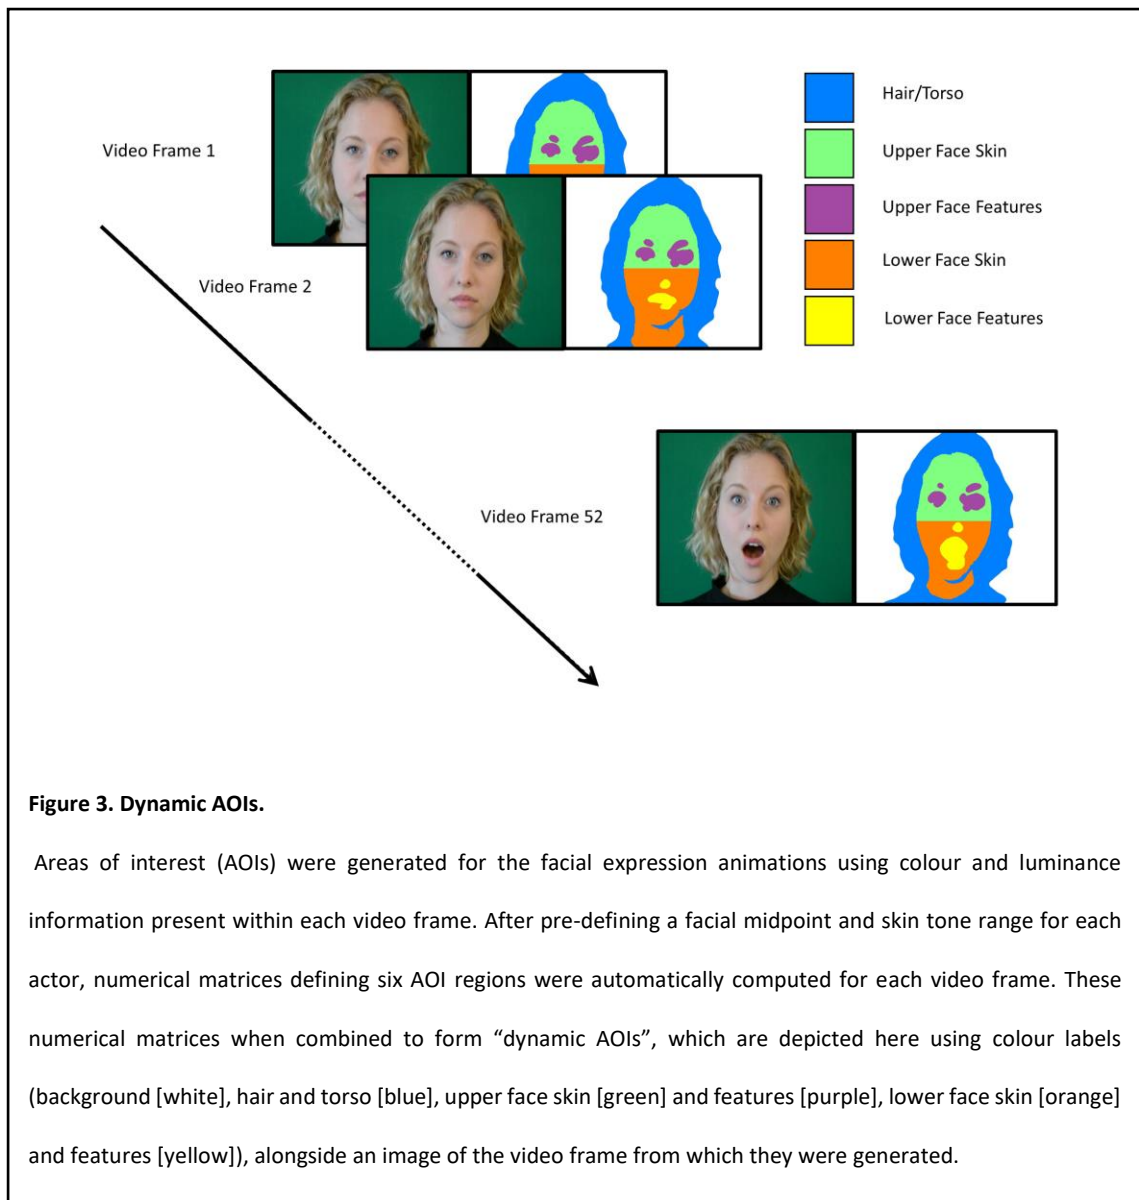 Video Frame 1
Hair/Torso
Upper Face Skin
Upper Face Features
Lower Face Skin
Video Frame 2
Lower Face Features
Video Frame 52
Figure 3. Dynamic AOIs.
Areas of interest (AOIs) were generated for the facial expression animations using colour and luminance
information present within each video frame. After pre-defining a facial midpoint and skin tone range for each
actor, numerical matrices defining six AOI regions were automatically computed for each video frame. These
numerical matrices when combined to form “dynamic AOIs”, which are depicted here using colour labels
(background [white], hair and torso [blue], upper face skin [green] and features [purple], lower face skin [orange]
and features [yellow]), alongside an image of the video frame from which they were generated.